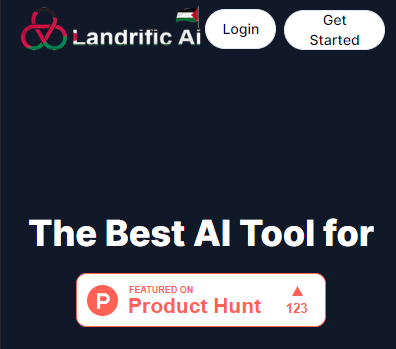 Landrific Ai
Login
Get
Started
The Best AI Tool for
P
FEATURED ON
Product Hunt
▲
123